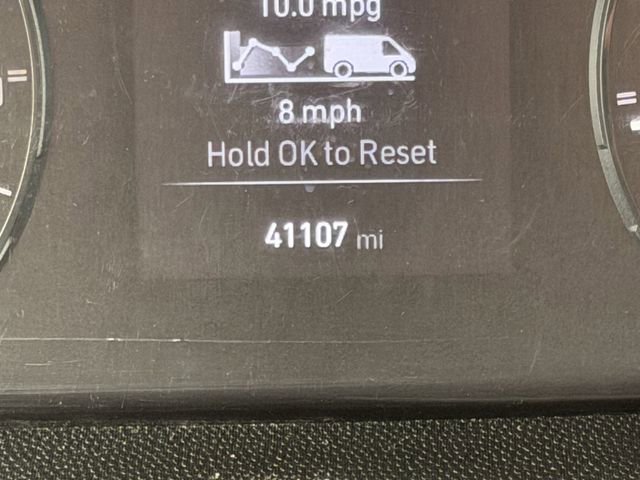 10.0 mpg
8 mph
Hold OK to Reset
41107 mi